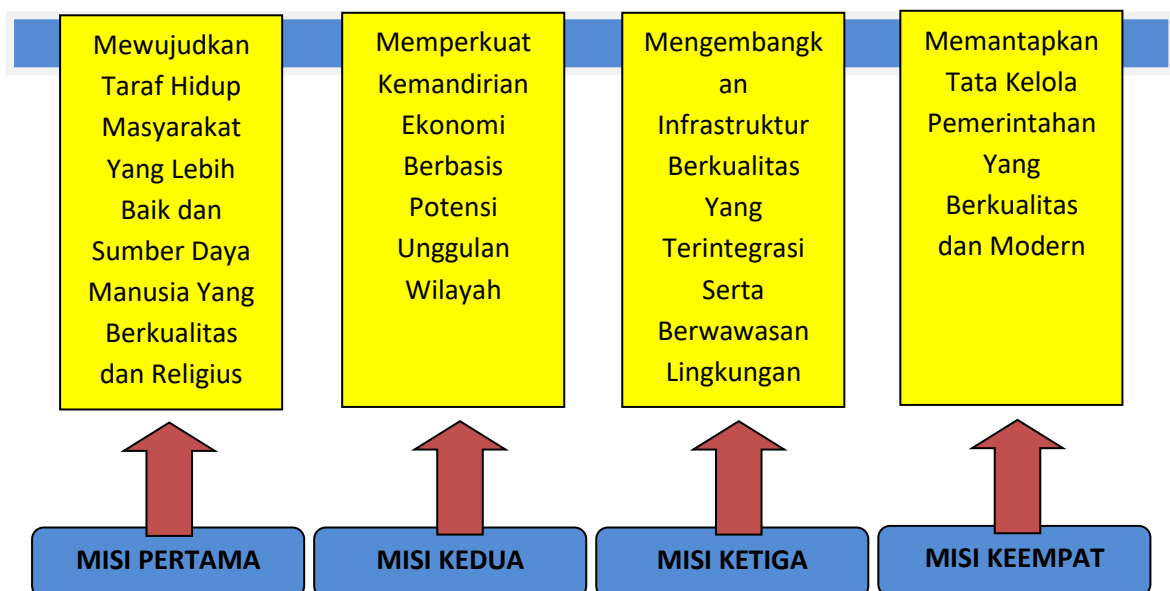 Mewujudkan
Taraf Hidup
Masyarakat
Yang Lebih
Baik dan
Sumber Daya
Manusia Yang
Berkualitas
dan Religius
Memperkuat
Kemandirian
Ekonomi
Berbasis
Potensi
Unggulan
Wilayah
Mengembangk
an
Infrastruktur
Berkualitas
Yang
Terintegrasi
Serta
Berwawasan
Lingkungan
Memantapkan
Tata Kelola
Pemerintahan
Yang
Berkualitas
dan Modern
MISI PERTAMA
MISI KEDUA
MISI KETIGA
MISI KEEMPAT